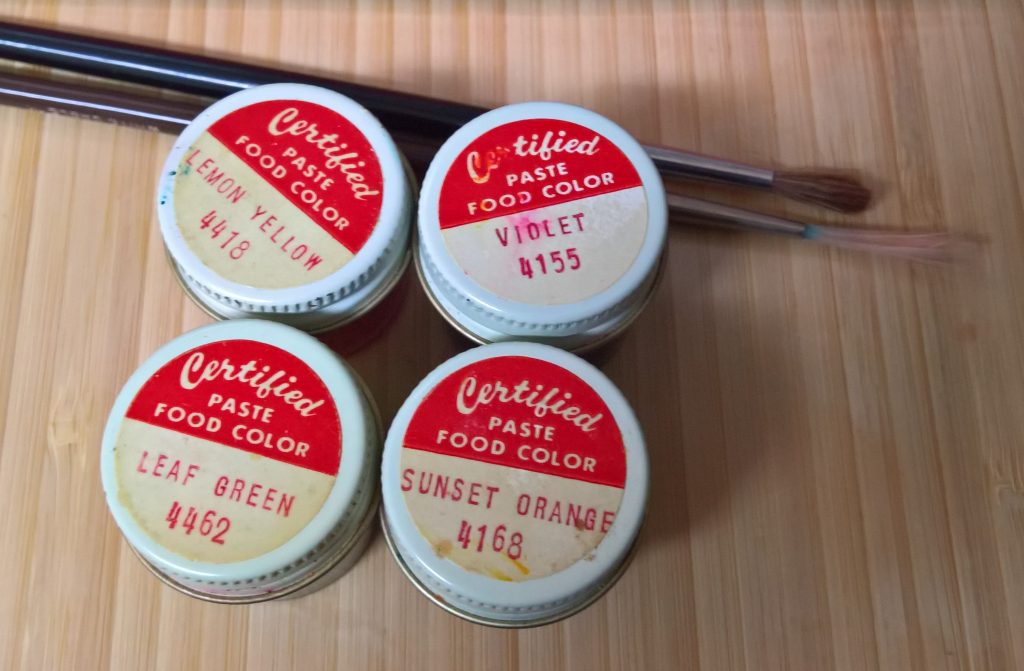 Certified
PASTE
FOOD COLOR
LEMON YELLOW
4418
Certified
PASTE
FOOD COLOR
VIOLET
4155
Certified
PASTE
FOOD COLOR
LEAF GREEN
4462
Certified
PASTE
FOOD COLOR
SUNSET ORANGE
4168